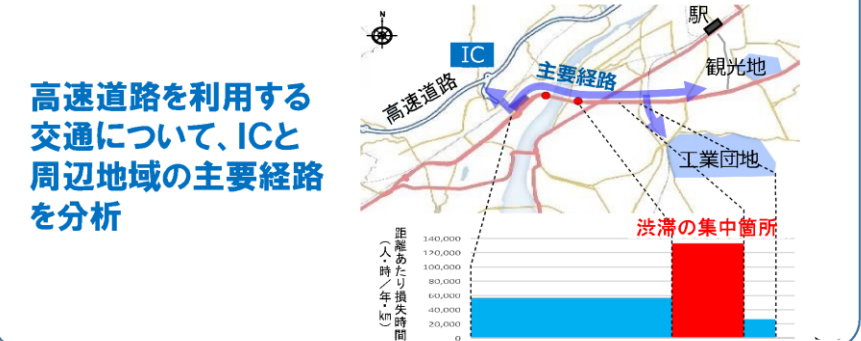 高速道路を利用する
交通について、ICと
周辺地域の主要経路
を分析
N
駅
IC
主要経路
観光地
高速道路
工業団地
渋滞の集中箇所
距離あたり損失時間
(人・時/年・km)
140,000
120,000
100,000
80,000
60,000
40,000
20,000
0